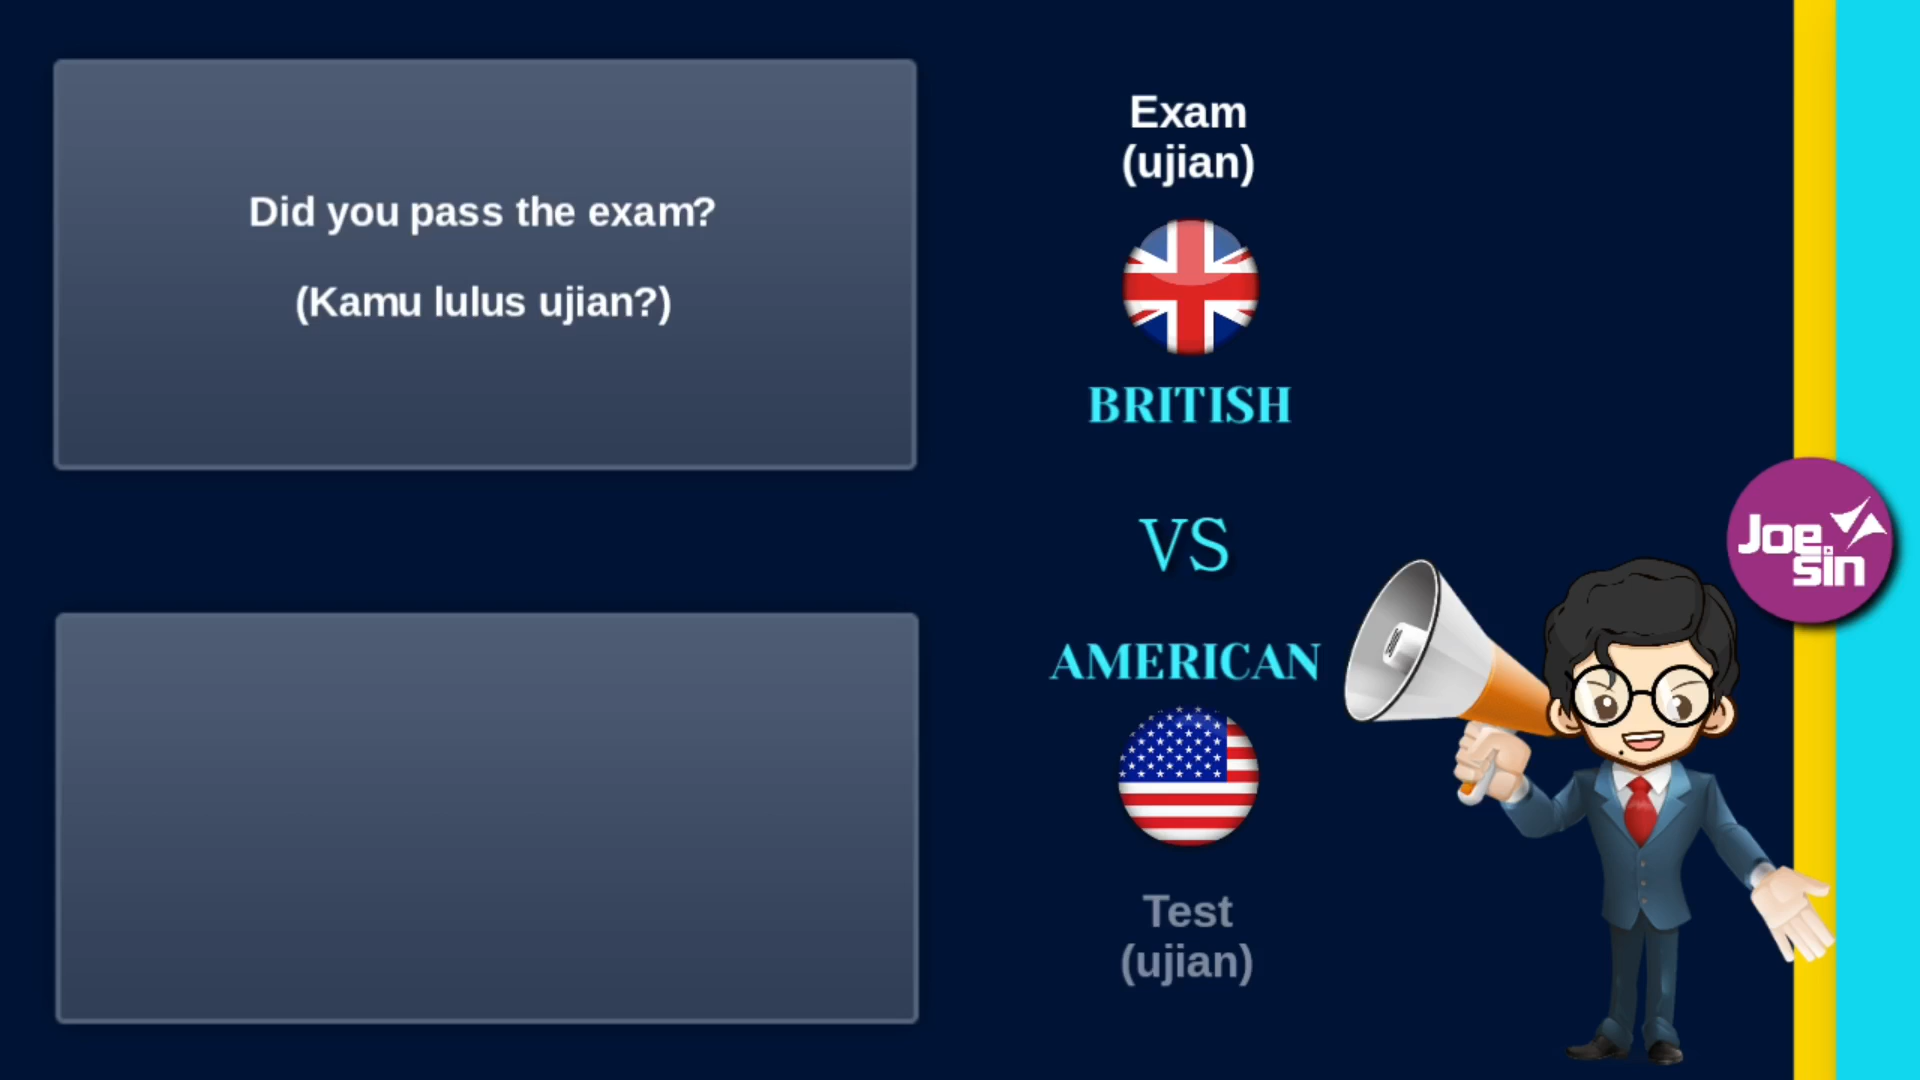 Did you pass the exam?
(Kamu lulus ujian?)
Exam
(ujian)
BRITISH
VS
AMERICAN
Test
(ujian)
Joe
sin